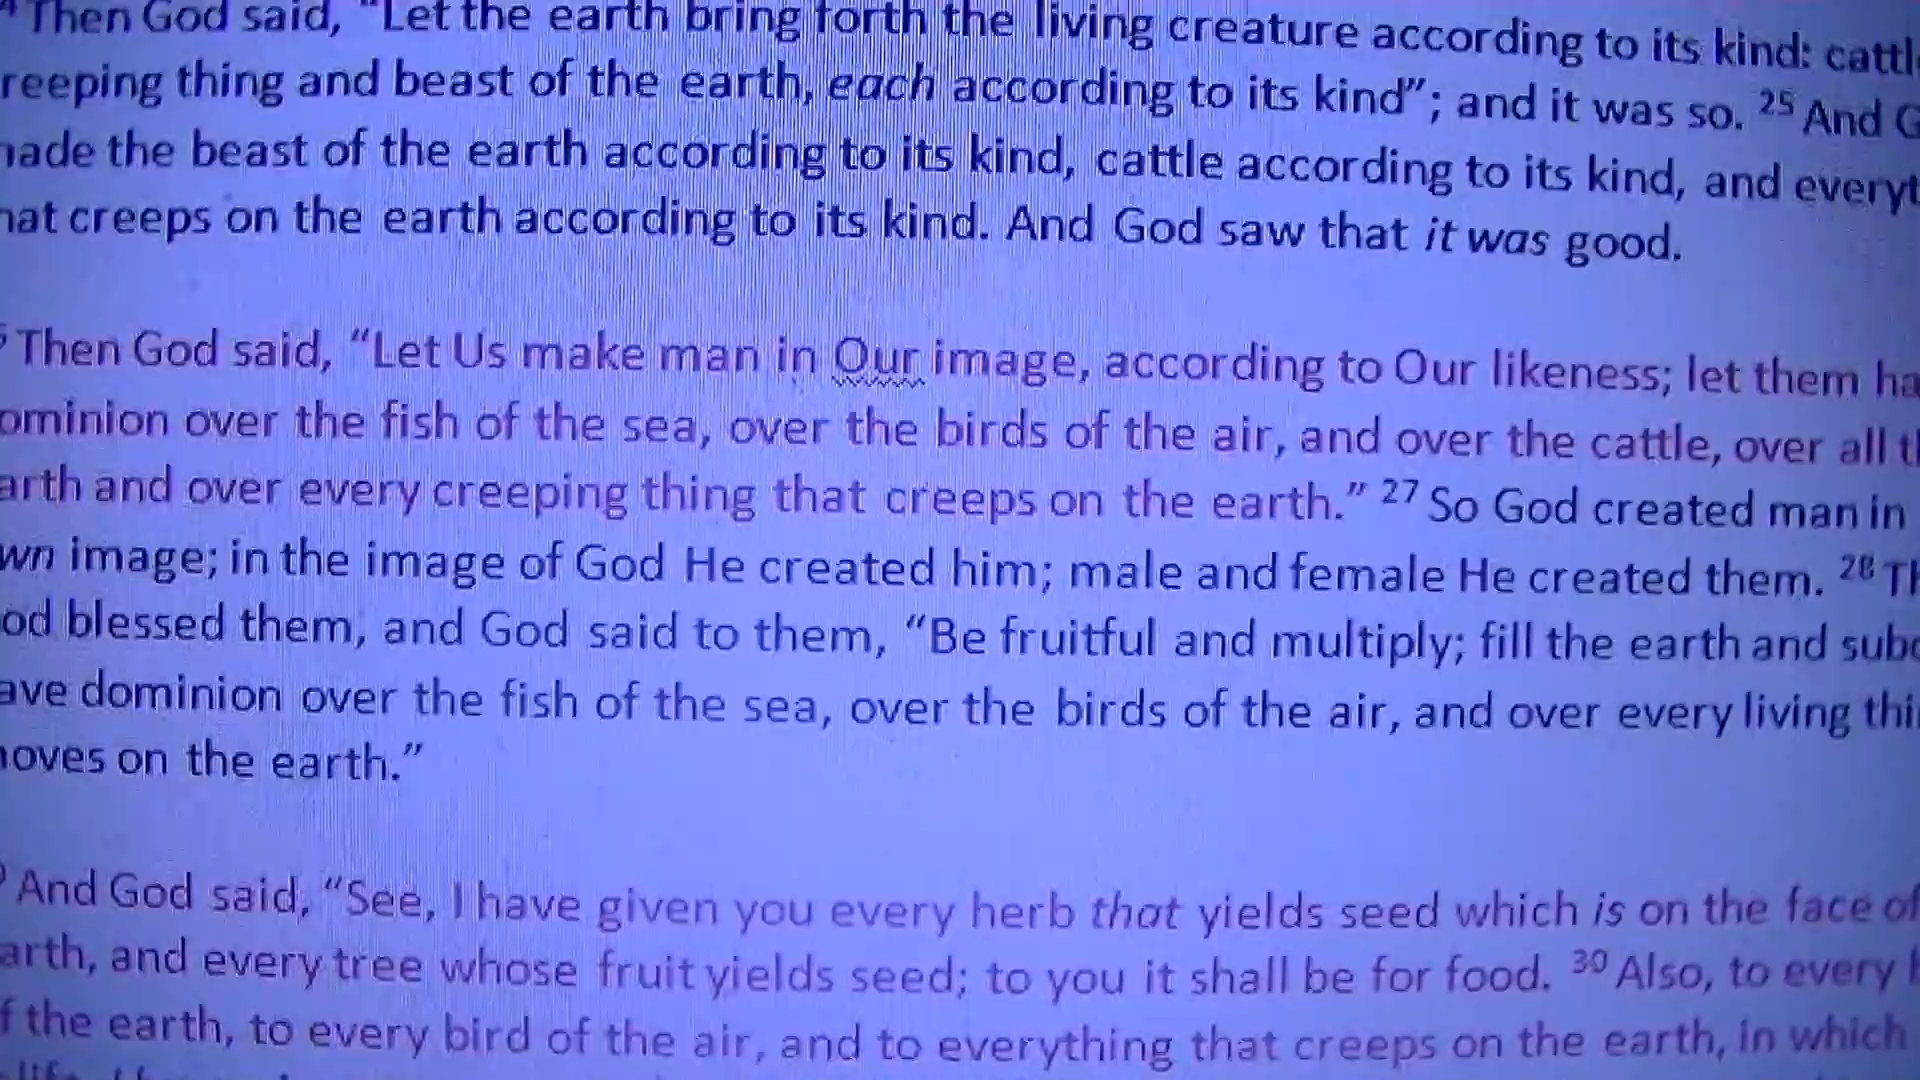 Then God said, “Let the earth bring forth the living creature according to its kind: cattl
reeping thing and beast of the earth, each according to its kind”; and it was so. 25 And G
ade the beast of the earth according to its kind, cattle according to its kind, and everyt
hat creeps on the earth according to its kind. And God saw that it was good.
Then God said, “Let Us make man in Our image, according to Our likeness; let them ha
ominion over the fish of the sea, over the birds of the air, and over the cattle, over all th
arth and over every creeping thing that creeps on the earth.” 27 So God created man in
wn image; in the image of God He created him; male and female He created them. 28 Th
od blessed them, and God said to them, “Be fruitful and multiply; fill the earth and subd
ave dominion over the fish of the sea, over the birds of the air, and over every living thin
oves on the earth.”
And God said, “See, I have given you every herb that yields seed which is on the face of
arth, and every tree whose fruit yields seed; to you it shall be for food. 30 Also, to every b
f the earth, to every bird of the air, and to everything that creeps on the earth, in which